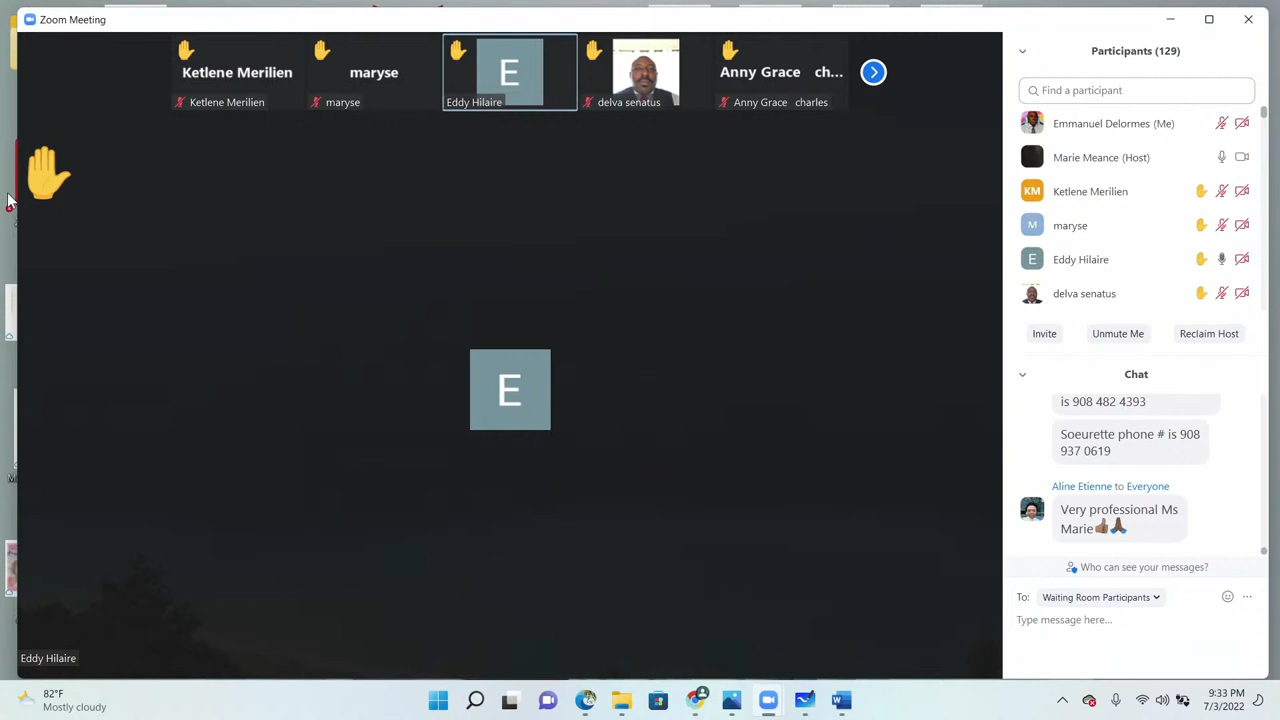 Zoom Meeting
Ketlene Merilien
Ketlene Merilien
maryse
maryse
E
Eddy Hilaire
delva senatus
Anny Grace ch...
Anny Grace charles
E
Eddy Hilaire
Participants (129)
Find a participant
Emmanuel Delormes (Me)
Marie Meance (Host)
KM Ketlene Merilien
M maryse
E Eddy Hilaire
delva senatus
Invite Unmute Me Reclaim Host
Chat
is 908 482 4393
Soeurette phone # is 908
937 0619
Aline Etienne to Everyone
Very professional Ms
Marie👍🏽🙏🏽
Who can see your messages?
To: Waiting Room Participants
Type message here...
82°F
Mostly cloudy
9:33 PM
7/3/2022